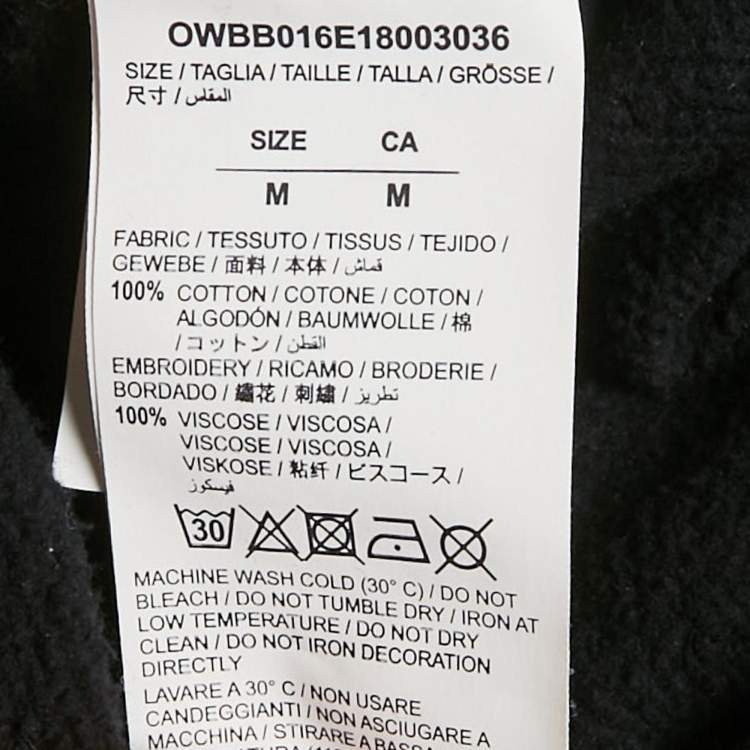 OWBB016E18003036
SIZE / TAGLIA / TAILLE / TALLA / GRÖSSE /
尺寸 / المقاس
SIZE CA
M M
FABRIC / TESSUTO / TISSUS / TEJIDO /
GEWEBE / 面料 / 本体 / قماش
100% COTTON / COTONE / COTON /
ALGODÓN / BAUMWOLLE / 棉
/ コットン / القطن
EMBROIDERY / RICAMO / BRODERIE /
BORDADO / 繡花 / 刺繍 / تطريز
100% VISCOSE / VISCOSA /
VISCOSE / VISCOSA /
VISKOSE / 粘纤 / ビスコース /
فيسكوز
30
MACHINE WASH COLD (30° C) / DO NOT
BLEACH / DO NOT TUMBLE DRY / IRON AT
LOW TEMPERATURE / DO NOT DRY
CLEAN / DO NOT IRON DECORATION
DIRECTLY
LAVARE A 30° C / NON USARE
CANDEGGIANTI / NON ASCIUGARE A
MACCHINA / STIRARE A BASSA